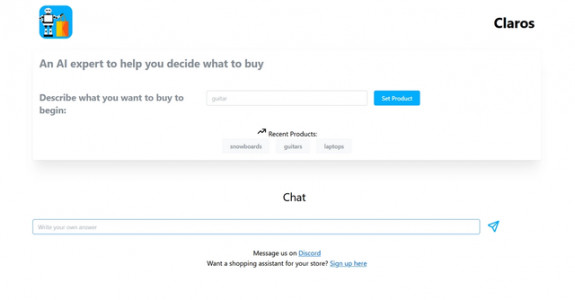 Claros
An AI expert to help you decide what to buy
Describe what you want to buy to
begin:
guitar
Set Product
Recent Products:
snowboards guitars laptops
Chat
Write your own answer
Message us on Discord
Want a shopping assistant for your store? Sign up here